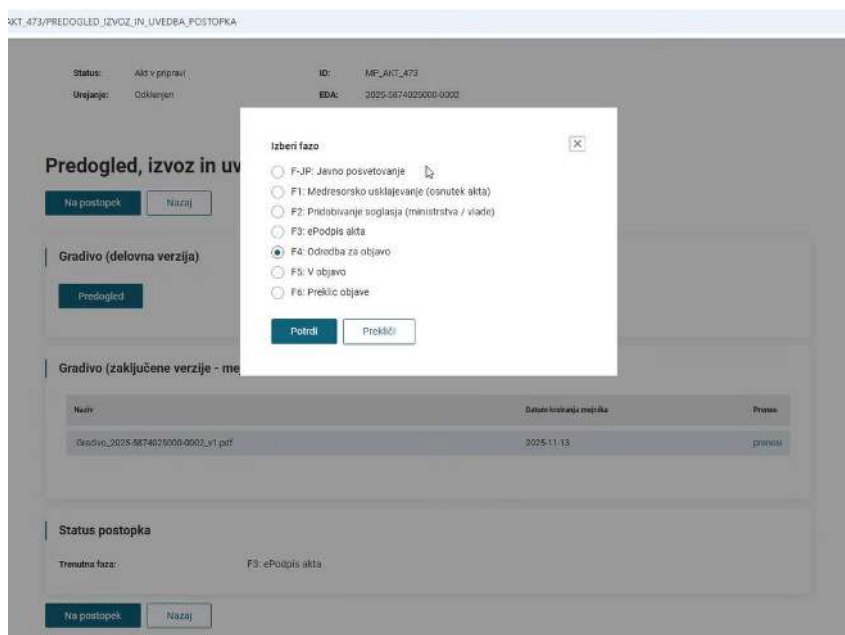 AKT_473/PREDOGLED_IZVOZ_IN_UVEDBA_POSTOPKA
Status: Akt v pripravi ID: MP_AKT_473
Urejanje: Odklenjen EDA: 2025-5874025000-0002
Predogled, izvoz in uv
Na postopek Nazaj
Izberi fazo
F-JP: Javno posvetovanje
F1: Medresorsko usklajevanje (osnutek akta)
F2: Pridobivanje soglasja (ministrstva / vlade)
F3: ePodpis akta
F4: Odredba za objavo
F5: V objavo
F6: Preklic objave
Potrdi Prekliči
Gradivo (delovna verzija)
Predogled
Gradivo (zaključene verzije - me
Naziv Datum kreiranja mejnika Prenos
Gradivo_2025-5874025000-0002_v1.pdf 2025-11-13 prenesi
Status postopka
Trenutna faza: F3: ePodpis akta
Na postopek Nazaj